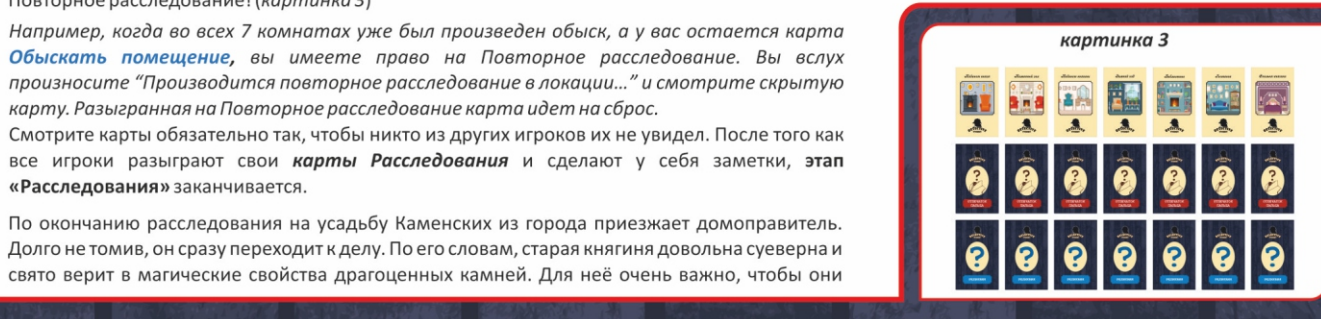 Повторное расследование! (картинка 3)
Например, когда во всех 7 комнатах уже был произведен обыск, а у вас остается карта
Обыскать помещение, вы имеете право на Повторное расследование. Вы вслух
произносите “Производится повторное расследование в локации...” и смотрите скрытую
карту. Разыгранная на Повторное расследование карта идет на сброс.
Смотрите карты обязательно так, чтобы никто из других игроков их не увидел. После того как
все игроки разыграют свои карты Расследования и сделают у себя заметки, этап
«Расследования» заканчивается.
По окончанию расследования на усадьбу Каменских из города приезжает домоправитель.
Долго не томив, он сразу переходит к делу. По его словам, старая княгиня довольна суеверна и
свято верит в магические свойства драгоценных камней. Для неё очень важно, чтобы они
картинка 3
? ? ? ? ? ? ?
? ? ? ? ? ? ?